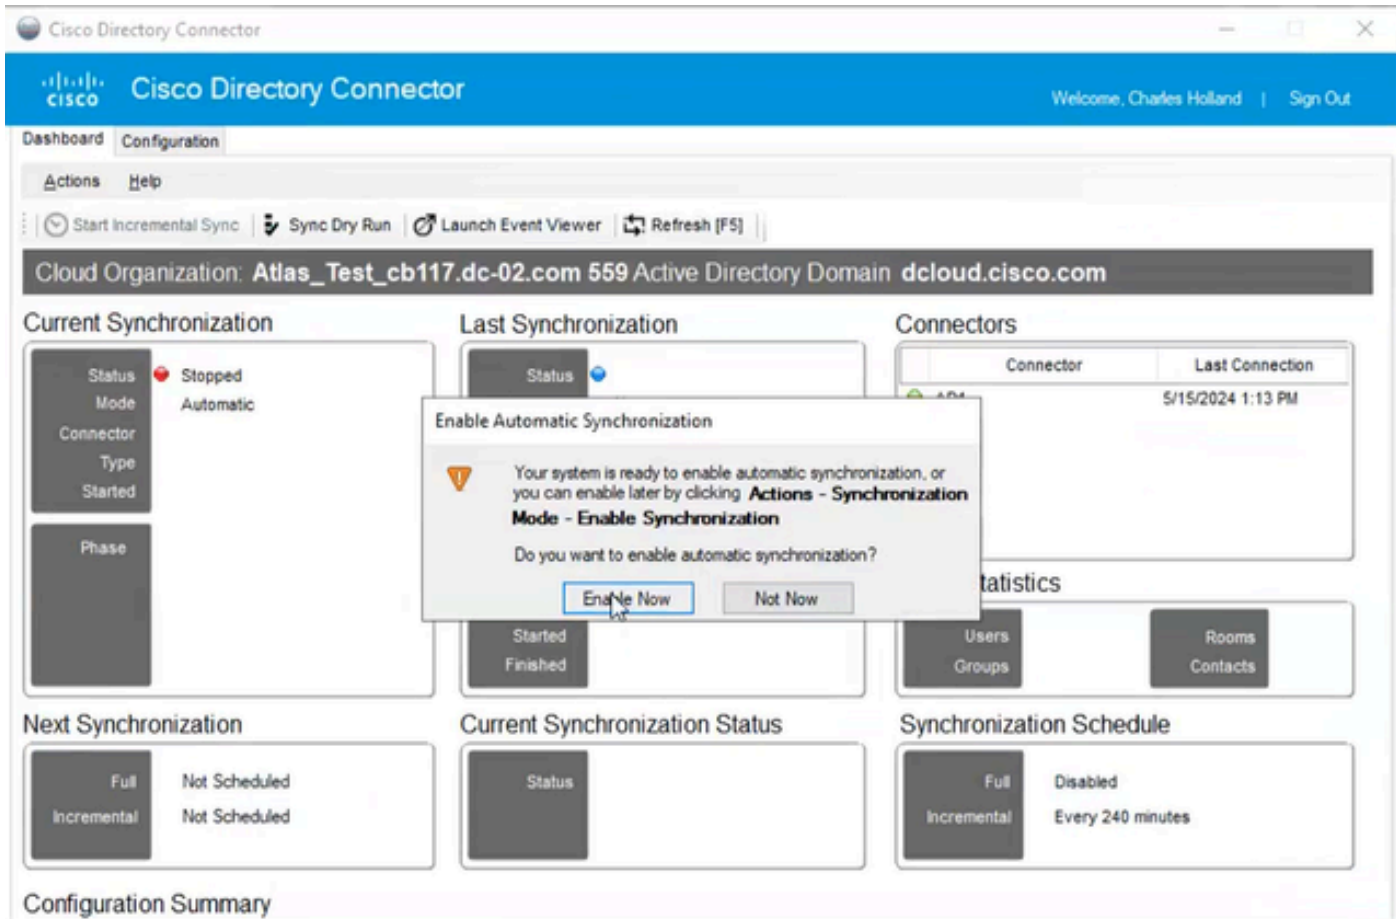 Cisco Directory Connector
CISCO Cisco Directory Connector
Welcome, Charles Holland | Sign Out
Dashboard Configuration
Actions Help
Start Incremental Sync Sync Dry Run Launch Event Viewer Refresh [F5]
Cloud Organization: Atlas_Test_cb117.dc-02.com 559 Active Directory Domain dcloud.cisco.com
Current Synchronization
Status Stopped
Mode Automatic
Connector
Type
Started
Phase
Last Synchronization
Status
Started
Finished
Connectors
Connector Last Connection
5/15/2024 1:13 PM
Enable Automatic Synchronization
Your system is ready to enable automatic synchronization, or
you can enable later by clicking Actions - Synchronization
Mode - Enable Synchronization
Do you want to enable automatic synchronization?
Enable Now Not Now
tatistics
Users Rooms
Groups Contacts
Next Synchronization
Full Not Scheduled
Incremental Not Scheduled
Current Synchronization Status
Status
Synchronization Schedule
Full Disabled
Incremental Every 240 minutes
Configuration Summary